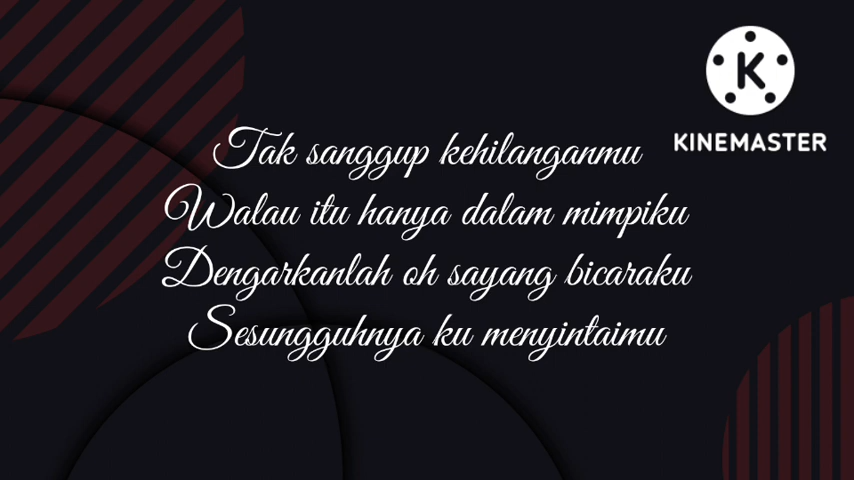 KINEMASTER
Tak sanggup kehilanganmu
Walau itu hanya dalam mimpiku
Dengarkanlah oh sayang bicaraku
Sesungguhnya ku menyintaimu